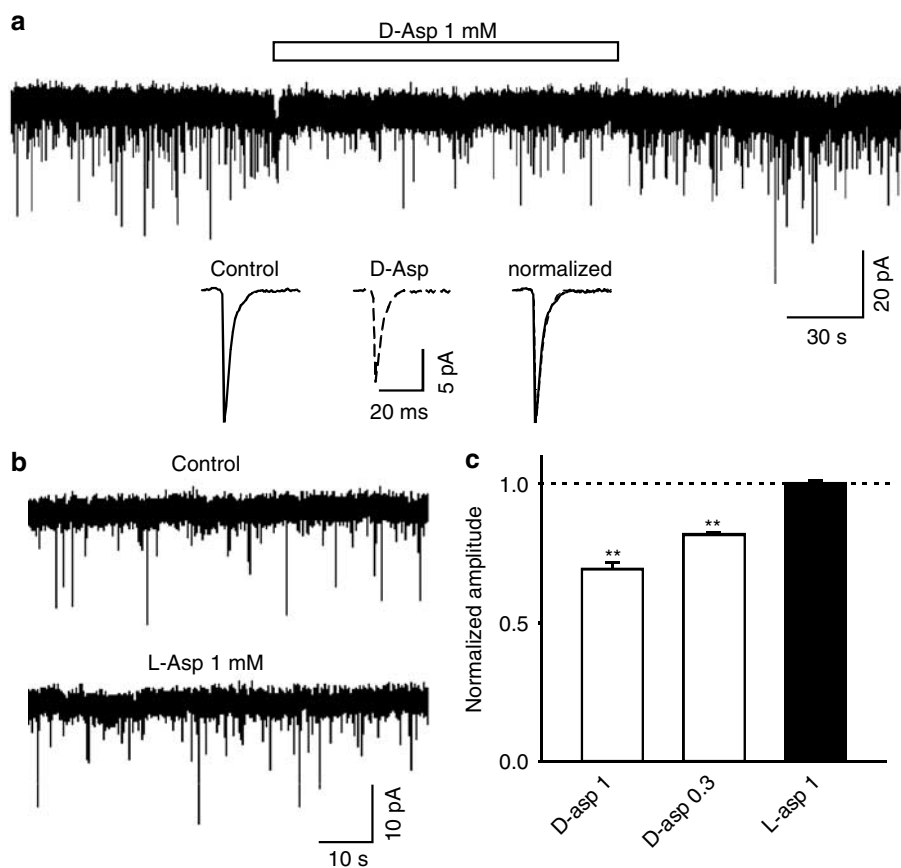 a
D-Asp 1 mM
Control
D-Asp
normalized
20 pA
30 s
5 pA
20 ms
b
Control
L-Asp 1 mM
10 pA
10 s
c
Normalized amplitude
1.0
0.5
0.0
**
**
D-asp 1
D-asp 0.3
L-asp 1